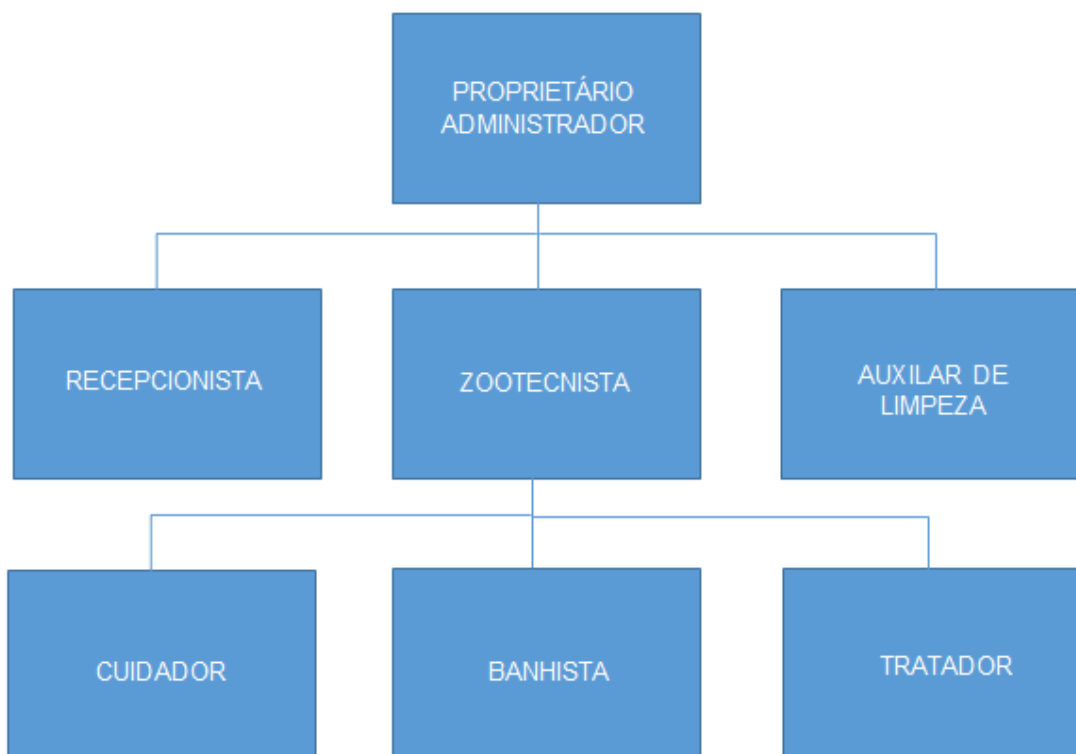 PROPRIETÁRIO
ADMINISTRADOR
RECEPCIONISTA
ZOOTECNISTA
AUXILAR DE
LIMPEZA
CUIDADOR
BANHISTA
TRATADOR